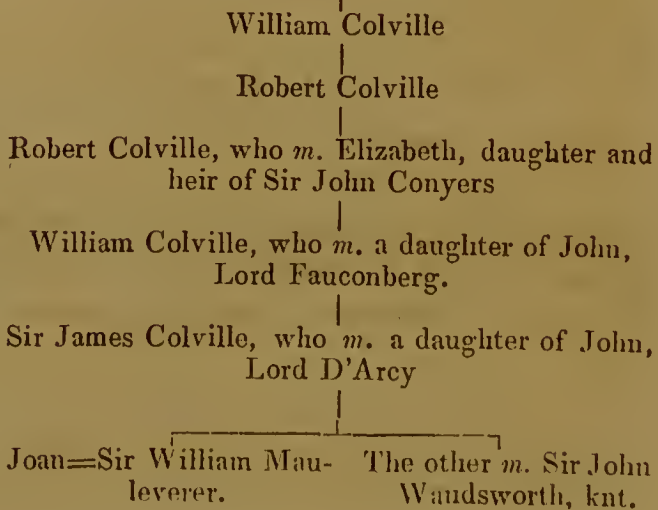 William Colville
Robert Colville
Robert Colville, who m. Elizabeth, daughter and
heir of Sir John Conyers
William Colville, who m. a daughter of John,
Lord Fauconberg.
Sir James Colville, who m. a daughter of John,
Lord D'Arcy
Joan=Sir William Mau-
leverer.
The other m. Sir John
Wandsworth, knt.